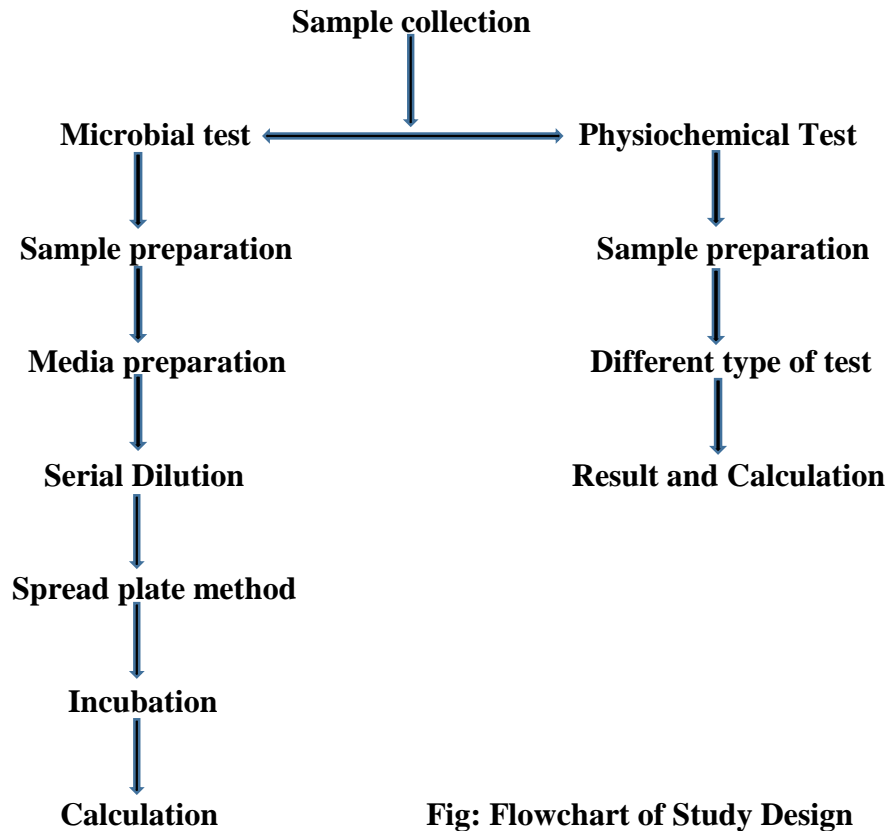 Sample collection
Microbial test
Physiochemical Test
Sample preparation
Sample preparation
Media preparation
Different type of test
Serial Dilution
Result and Calculation
Spread plate method
Incubation
Calculation
Fig: Flowchart of Study Design